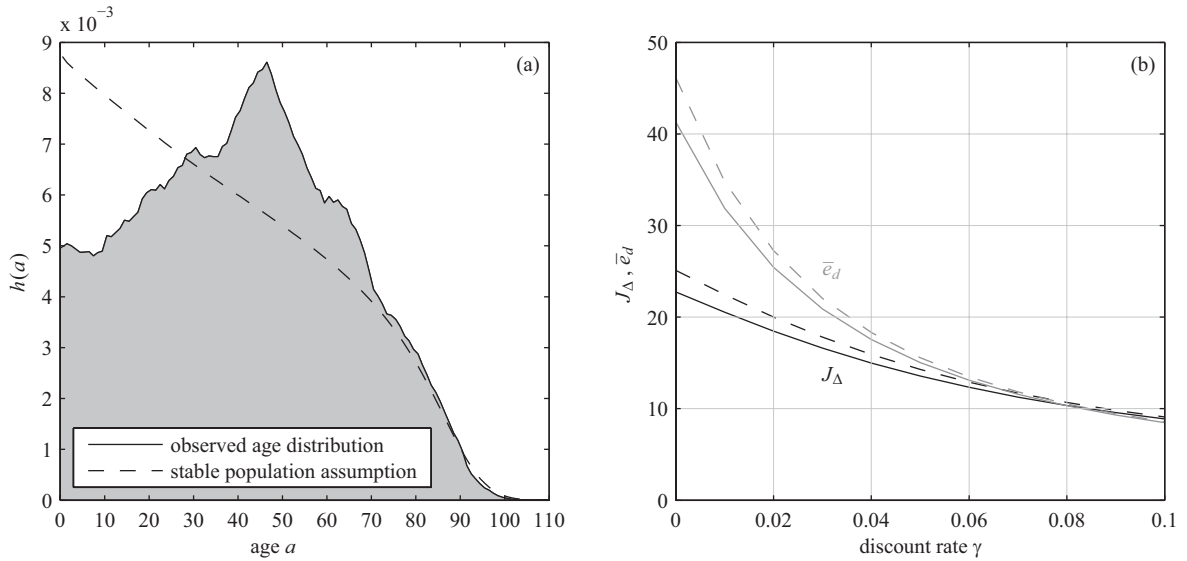 x 10⁻³
9
8
7
6
5
4
3
2
1
0
h(a)
(a)
observed age distribution
stable population assumption
0 10 20 30 40 50 60 70 80 90 100 110
age a
50
40
30
20
10
0
J_Δ , e̅_d
(b)
e̅_d
J_Δ
0 0.02 0.04 0.06 0.08 0.1
discount rate γ